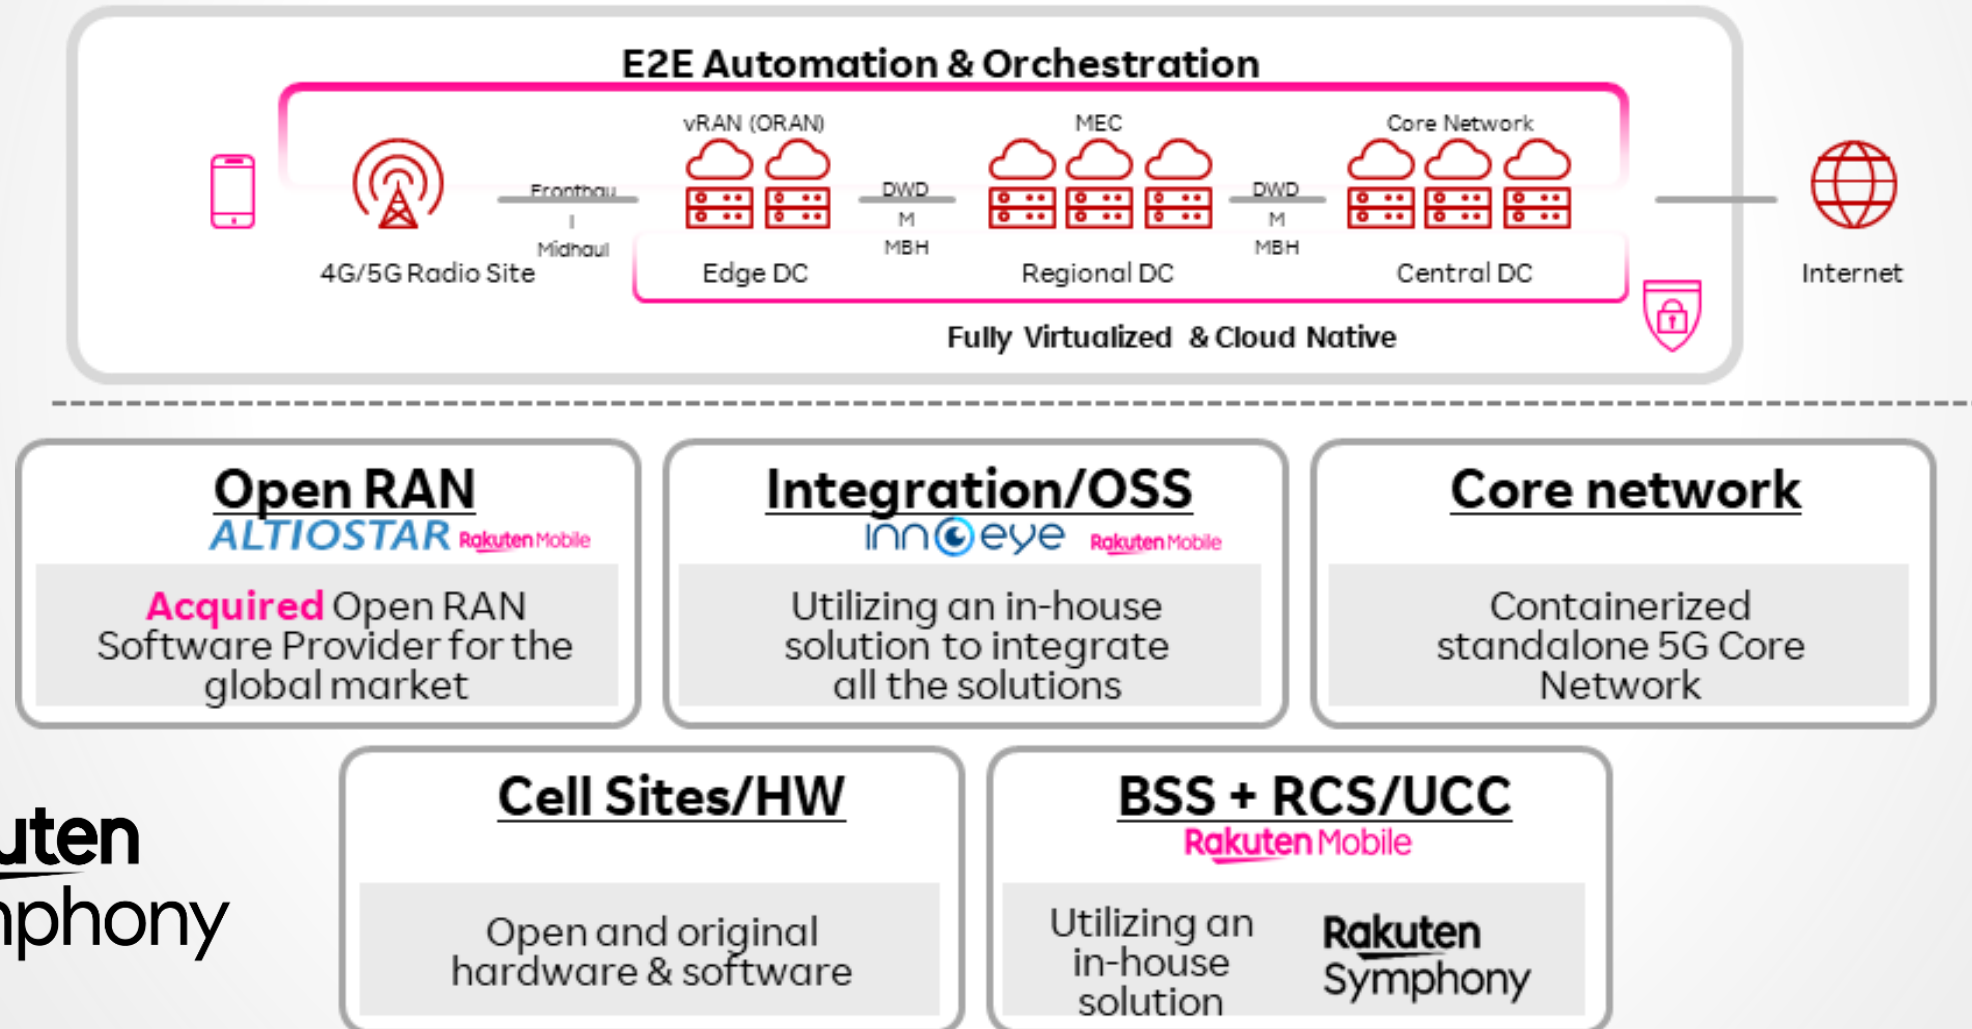 E2E Automation & Orchestration
vRAN (ORAN)
MEC
Core Network
Fronthau
l
Midhaul
DWD
M
MBH
DWD
M
MBH
4G/5G Radio Site
Edge DC
Regional DC
Central DC
Internet
Fully Virtualized & Cloud Native
Open RAN
ALTIOSTAR Rakuten Mobile
Acquired Open RAN
Software Provider for the
global market
Integration/OSS
innoeye Rakuten Mobile
Utilizing an in-house
solution to integrate
all the solutions
Core network
Containerized
standalone 5G Core
Network
uten
mphony
Cell Sites/HW
Open and original
hardware & software
BSS + RCS/UCC
Rakuten Mobile
Utilizing an
in-house
solution
Rakuten
Symphony